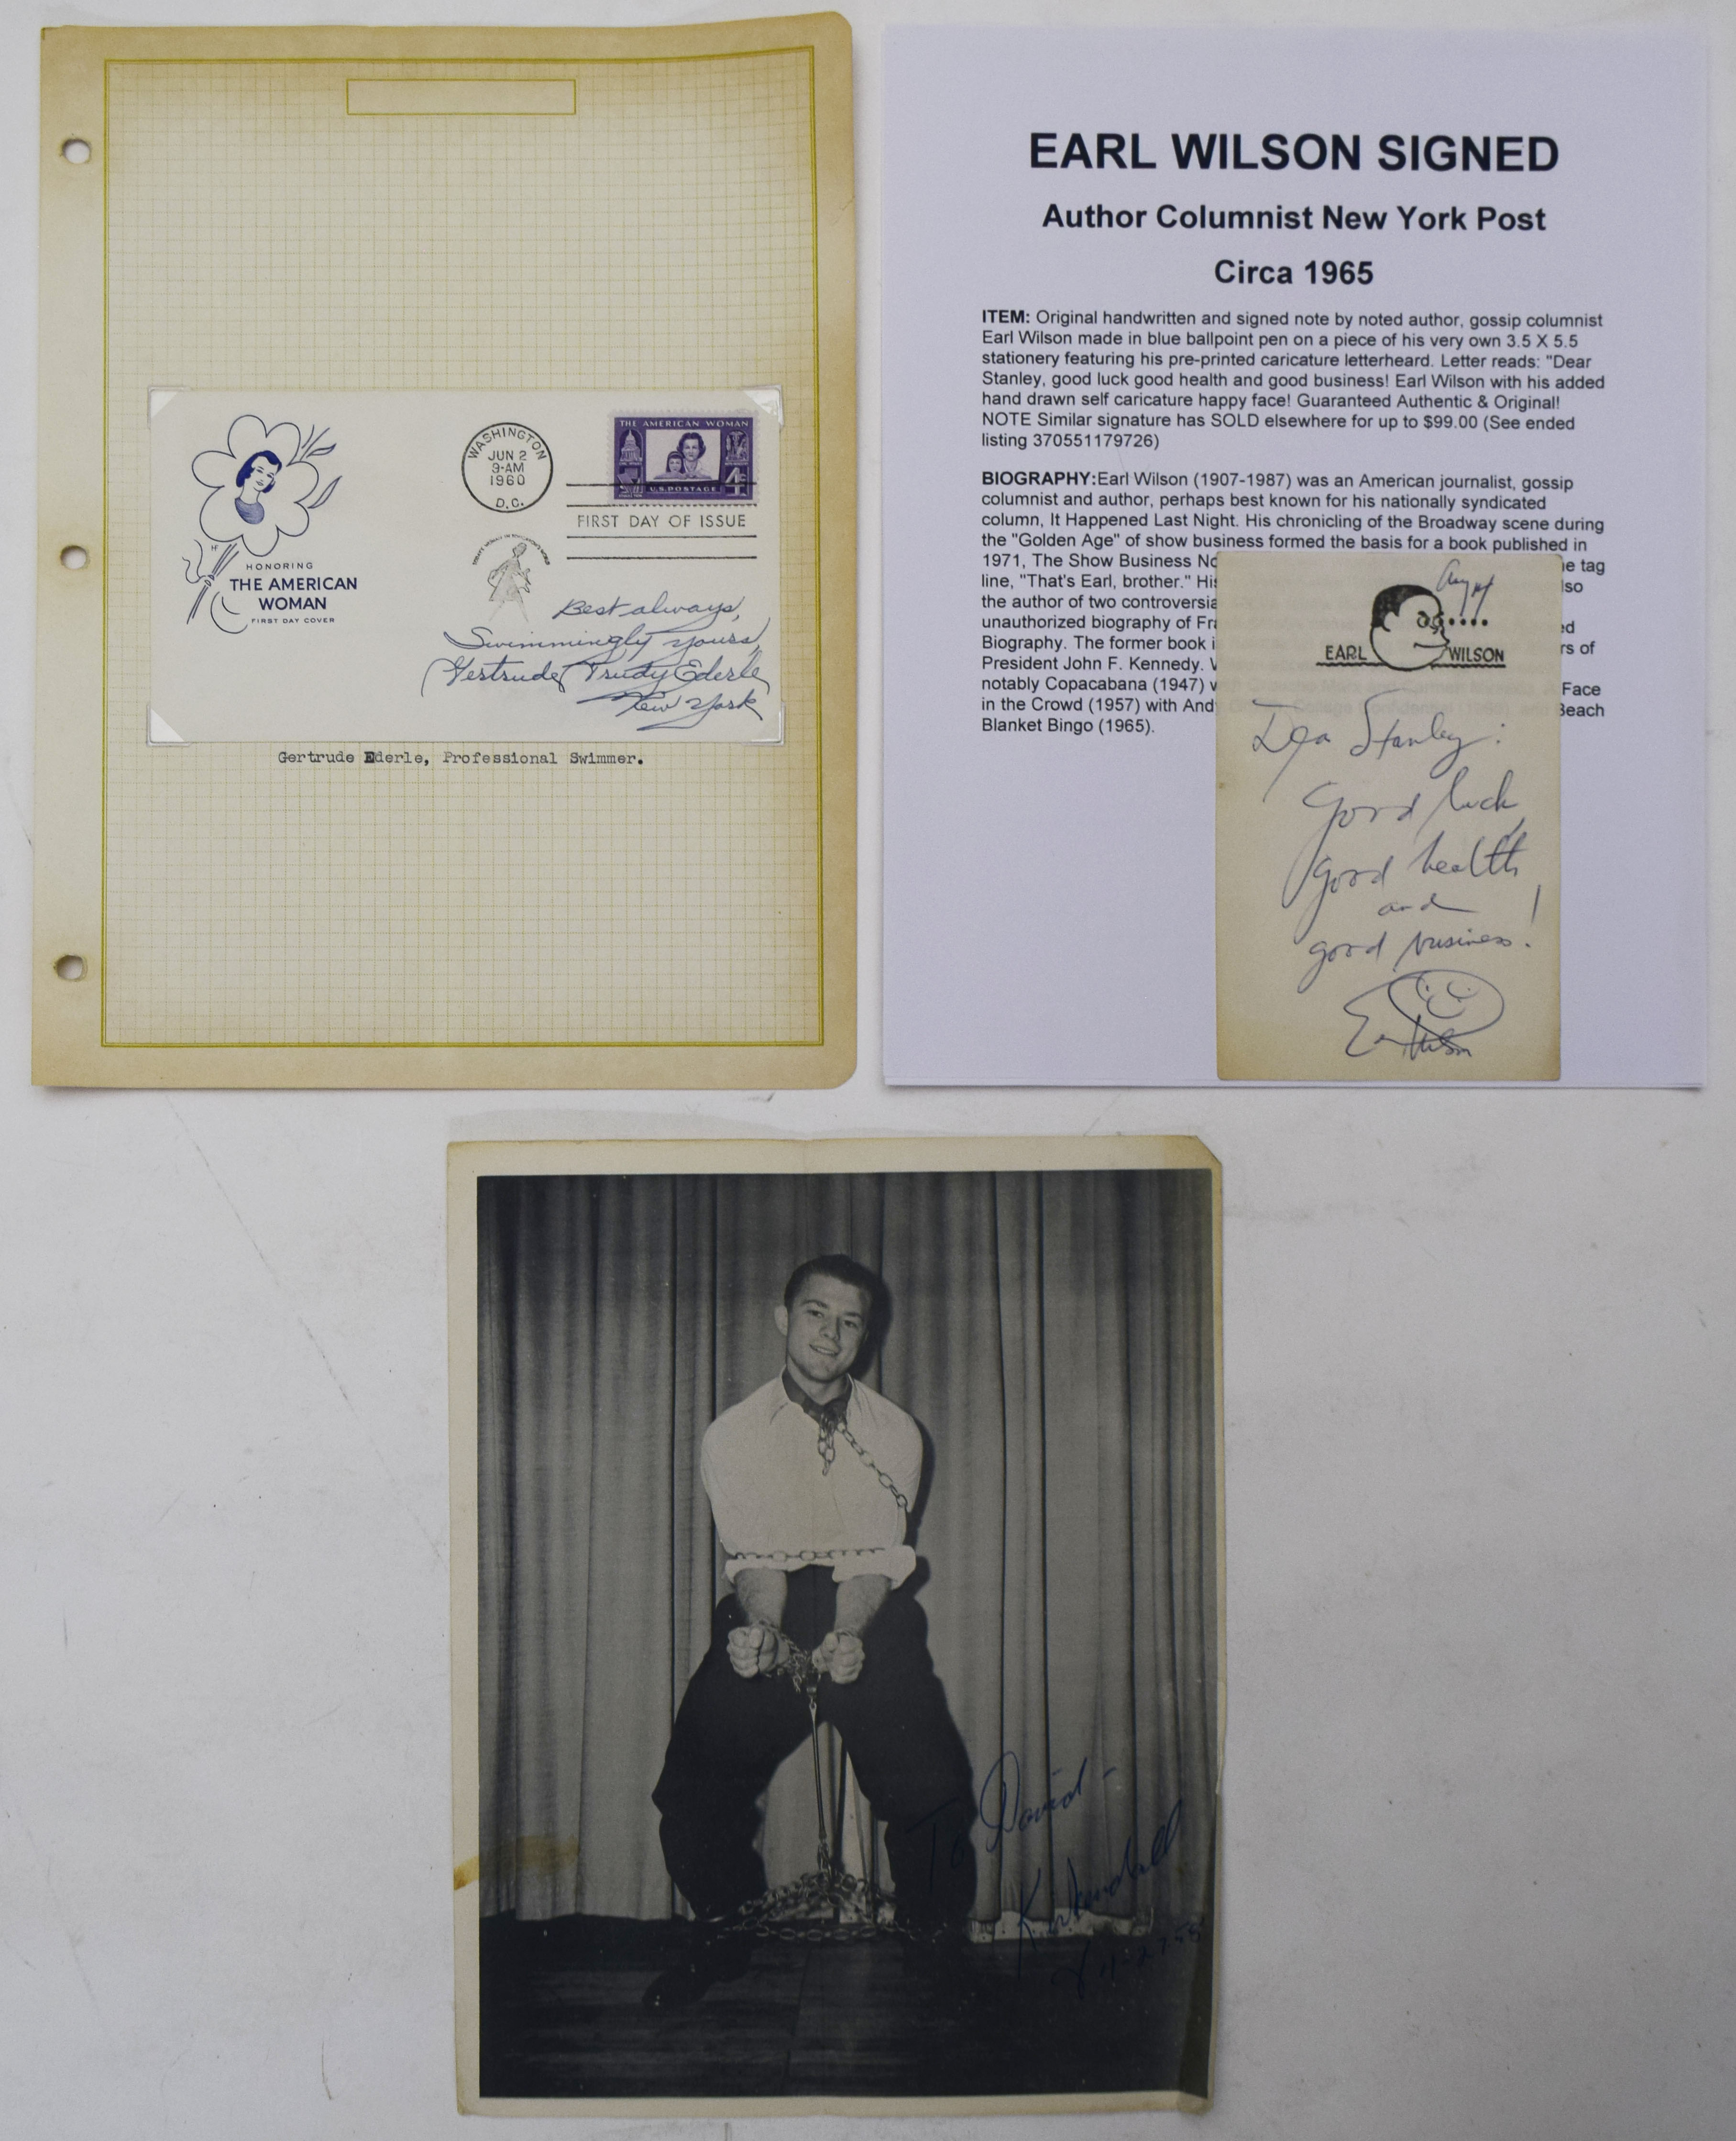 HONORING
THE AMERICAN
WOMAN
FIRST DAY COVER
HF
WASHINGTON
JUN 2
9-AM
1960
D.C.
THE AMERICAN WOMAN
4¢
U.S. POSTAGE
FIRST DAY OF ISSUE
Best always,
Swimmingly yours,
Gertrude "Trudy" Ederle
New York
Gertrude Ederle, Professional Swimmer.
EARL WILSON SIGNED
Author Columnist New York Post
Circa 1965
ITEM: Original handwritten and signed note by noted author, gossip columnist
Earl Wilson made in blue ballpoint pen on a piece of his very own 3.5 X 5.5
stationery featuring his pre-printed caricature letterheard. Letter reads: "Dear
Stanley, good luck good health and good business! Earl Wilson with his added
hand drawn self caricature happy face! Guaranteed Authentic & Original!
NOTE Similar signature has SOLD elsewhere for up to $99.00 (See ended
listing 370551179726)
BIOGRAPHY:Earl Wilson (1907-1987) was an American journalist, gossip
columnist and author, perhaps best known for his nationally syndicated
column, It Happened Last Night. His chronicling of the Broadway scene during
the "Golden Age" of show business formed the basis for a book published in
1971, The Show Business No e tag
line, "That's Earl, brother." His lso
the author of two controversia
unauthorized biography of Fra ed
Biography. The former book i rs of
President John F. Kennedy. W
notably Copacabana (1947) w Face
in the Crowd (1957) with Andy Beach
Blanket Bingo (1965).
EARL WILSON
Dear Stanley:
Good luck,
good health
and
good business!
Earl Wilson
To David -